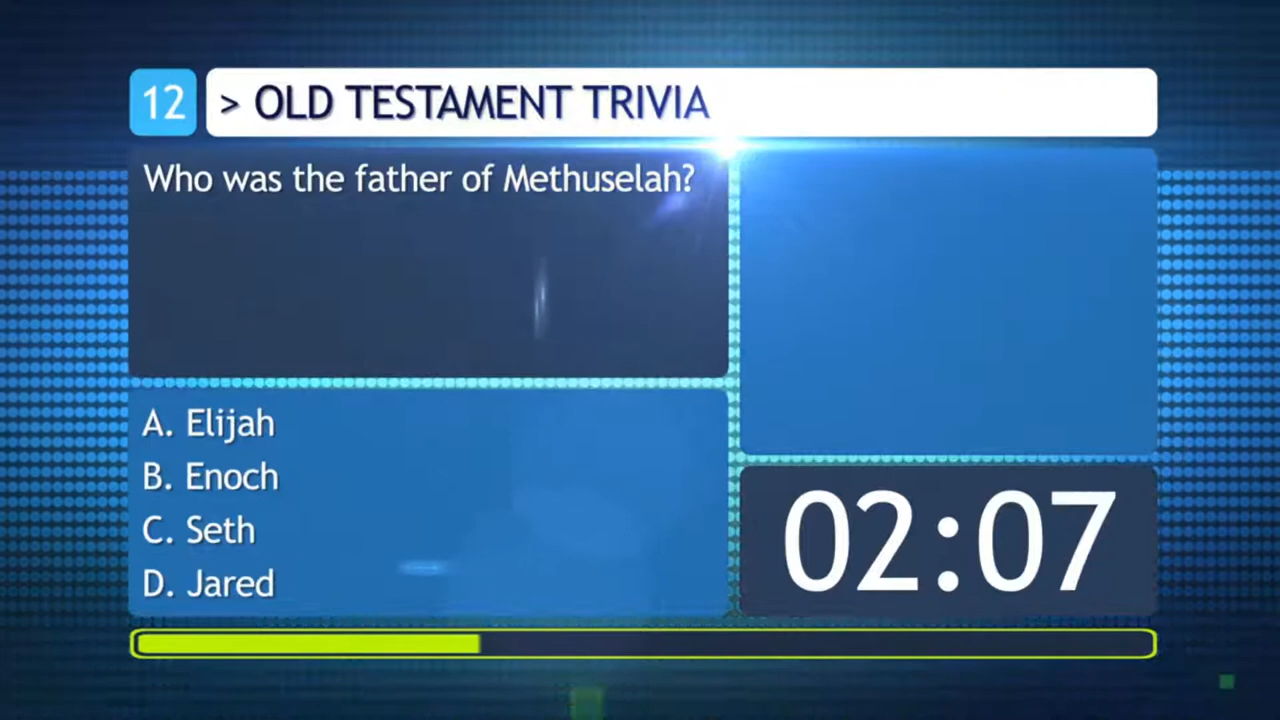 12 > OLD TESTAMENT TRIVIA
Who was the father of Methuselah?
A. Elijah
B. Enoch
C. Seth
D. Jared
02:07